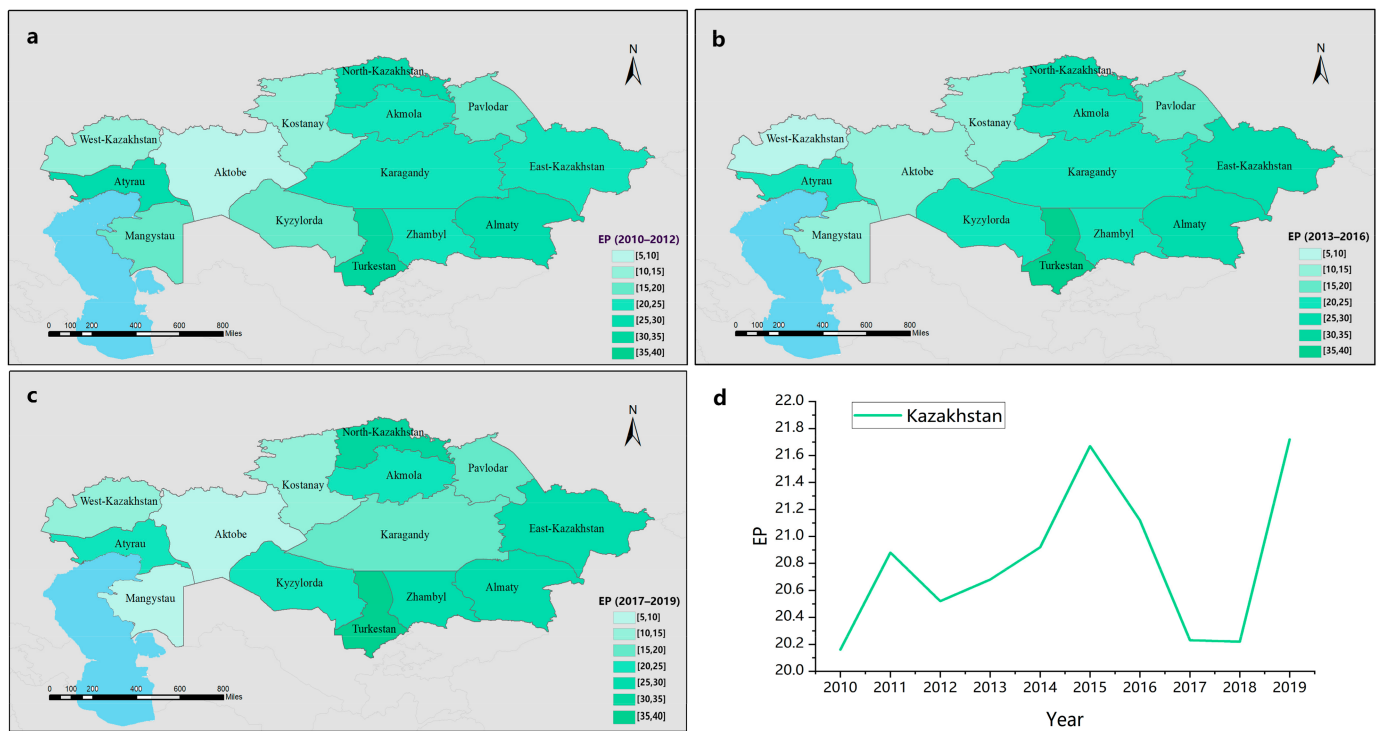 a
N
North-Kazakhstan
Pavlodar
Akmola
Kostanay
West-Kazakhstan
East-Kazakhstan
Aktobe
Karagandy
Atyrau
Kyzylorda
Almaty
Mangystau
Zhambyl
Turkestan
EP (2010–2012)
[5,10]
[10,15]
[15,20]
[20,25]
[25,30]
[30,35]
[35,40]
0 100 200 400 600 800
Miles
b
N
North-Kazakhstan
Pavlodar
Akmola
Kostanay
West-Kazakhstan
East-Kazakhstan
Aktobe
Karagandy
Atyrau
Kyzylorda
Almaty
Mangystau
Zhambyl
Turkestan
EP (2013–2016)
[5,10]
[10,15]
[15,20]
[20,25]
[25,30]
[30,35]
[35,40]
0 100 200 400 600 800
Miles
c
N
North-Kazakhstan
Pavlodar
Akmola
Kostanay
West-Kazakhstan
East-Kazakhstan
Aktobe
Karagandy
Atyrau
Kyzylorda
Almaty
Mangystau
Zhambyl
Turkestan
EP (2017–2019)
[5,10]
[10,15]
[15,20]
[20,25]
[25,30]
[30,35]
[35,40]
0 100 200 400 600 800
Miles
d
Kazakhstan
22.0
21.8
21.6
21.4
21.2
21.0
20.8
20.6
20.4
20.2
20.0
EP
2010 2011 2012 2013 2014 2015 2016 2017 2018 2019
Year